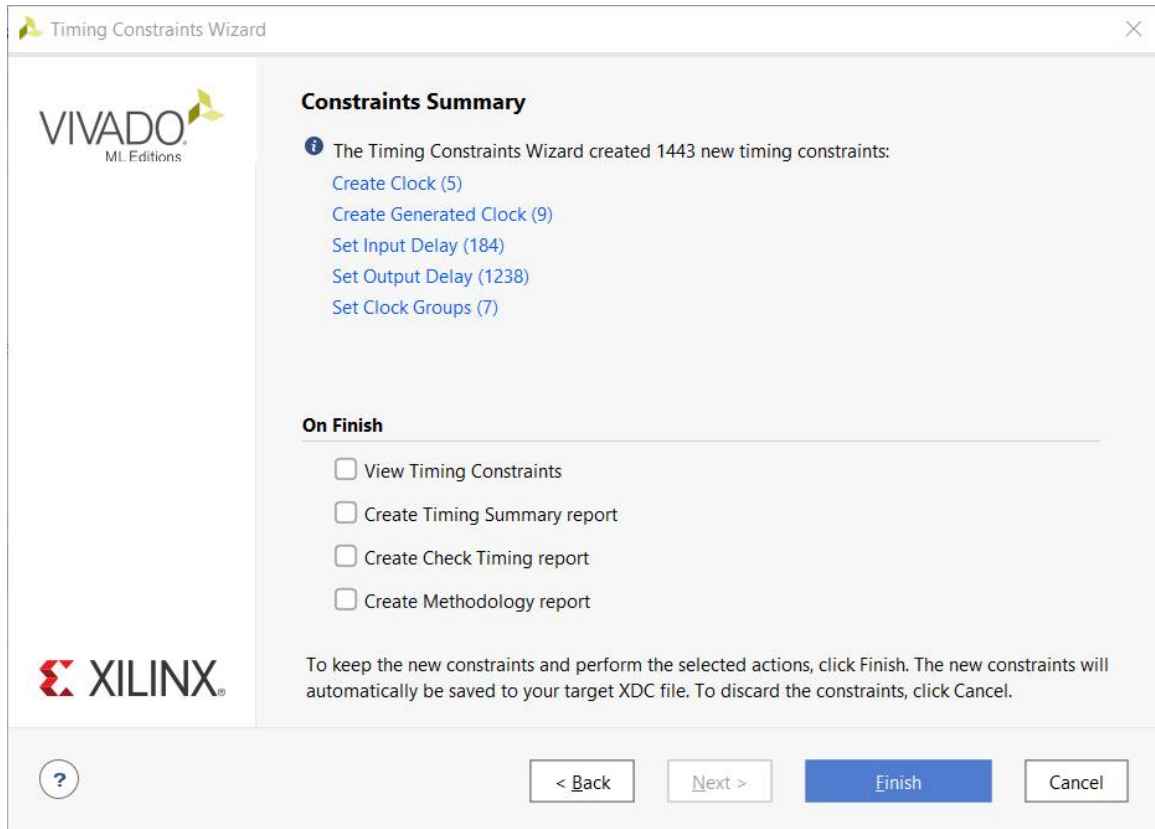 Timing Constraints Wizard
VIVADO.
ML Editions
Constraints Summary
The Timing Constraints Wizard created 1443 new timing constraints:
Create Clock (5)
Create Generated Clock (9)
Set Input Delay (184)
Set Output Delay (1238)
Set Clock Groups (7)
On Finish
View Timing Constraints
Create Timing Summary report
Create Check Timing report
Create Methodology report
XILINX®
To keep the new constraints and perform the selected actions, click Finish. The new constraints will
automatically be saved to your target XDC file. To discard the constraints, click Cancel.
?
< Back
Next >
Finish
Cancel